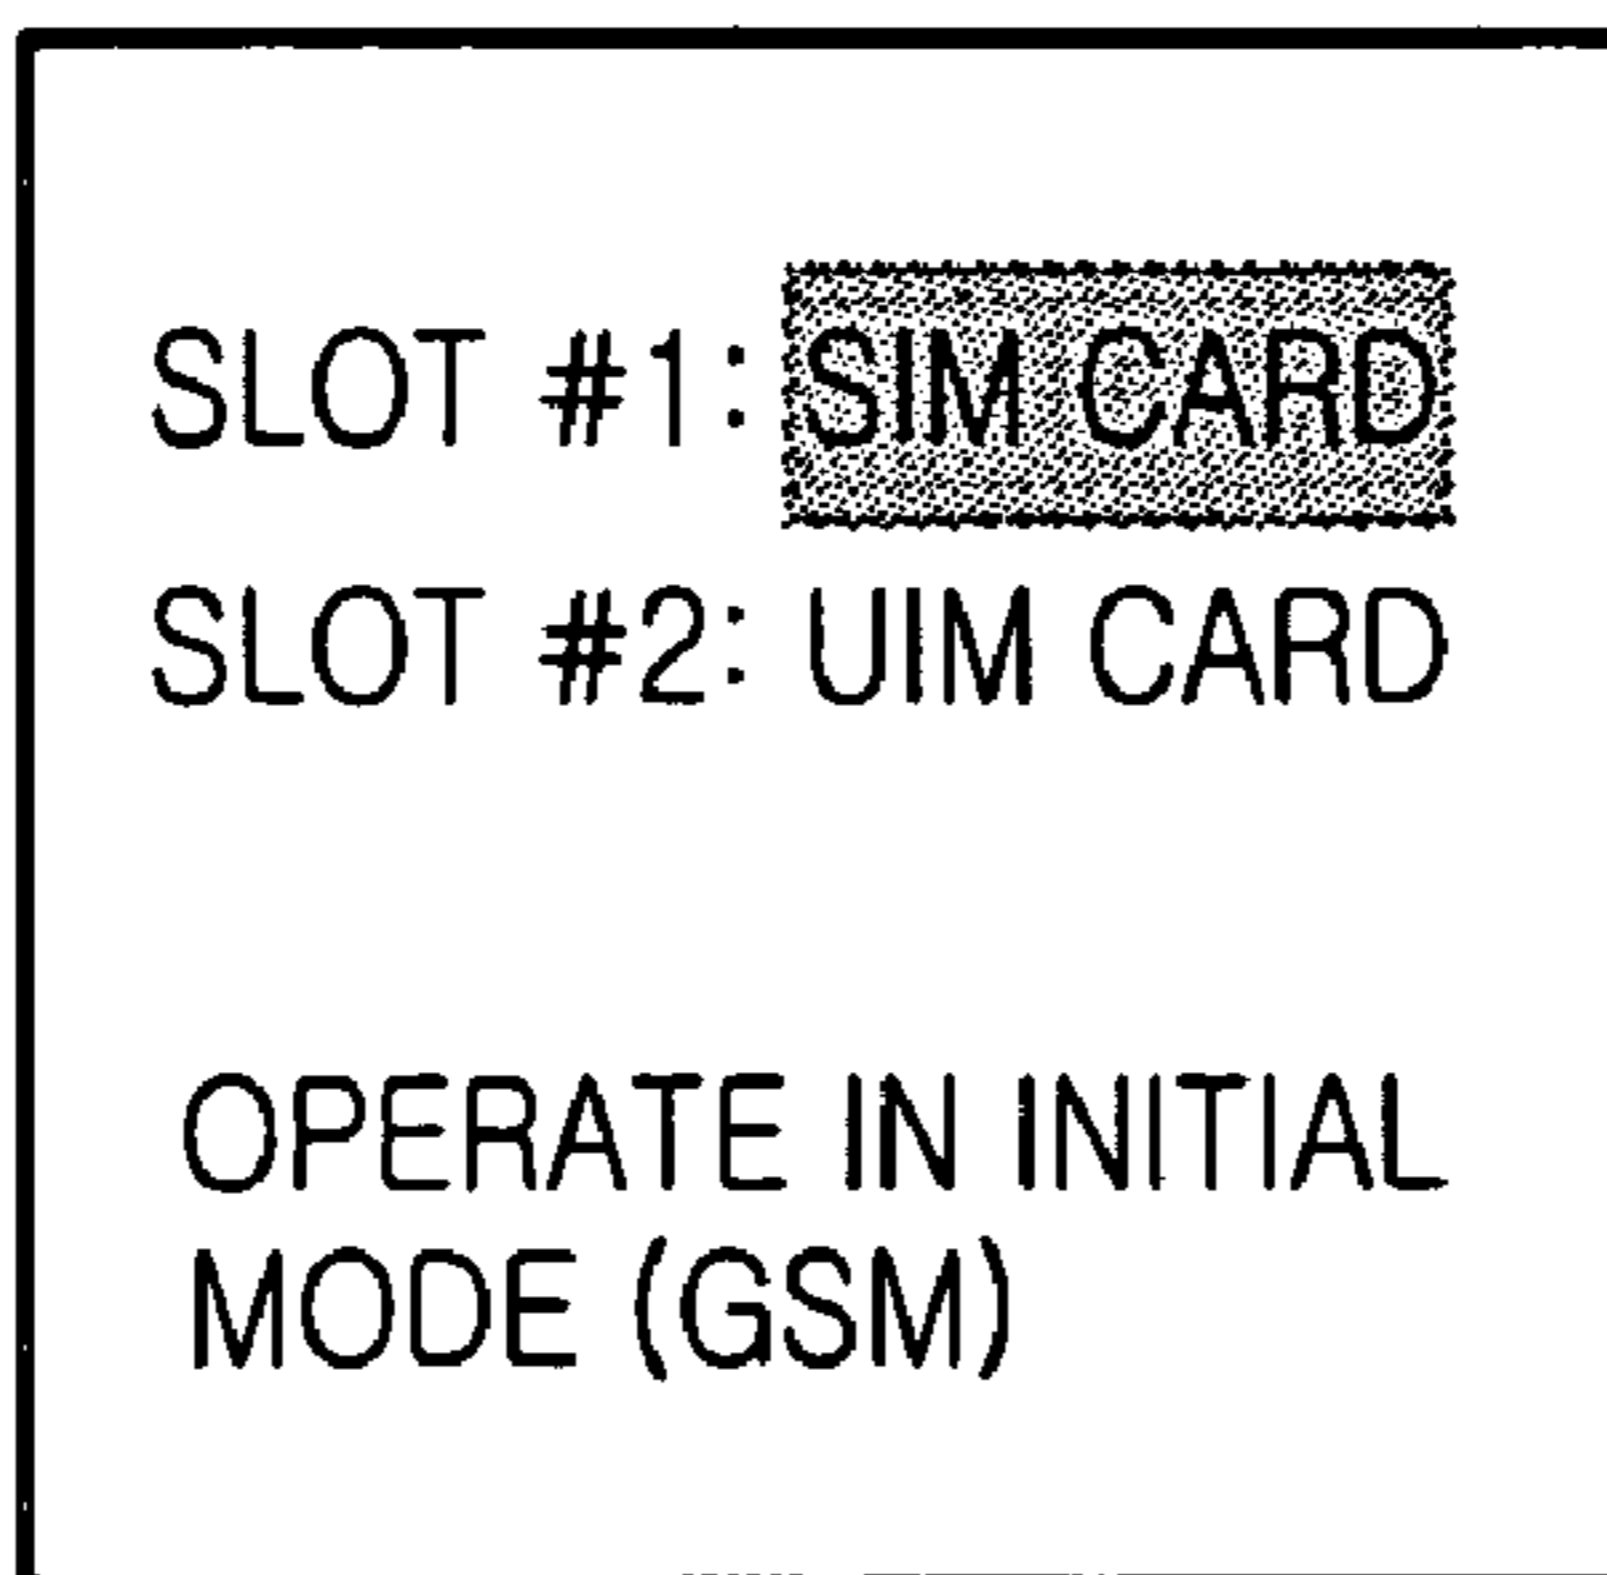 SLOT #1: SIM CARD
SLOT #2: UIM CARD
OPERATE IN INITIAL
MODE (GSM)